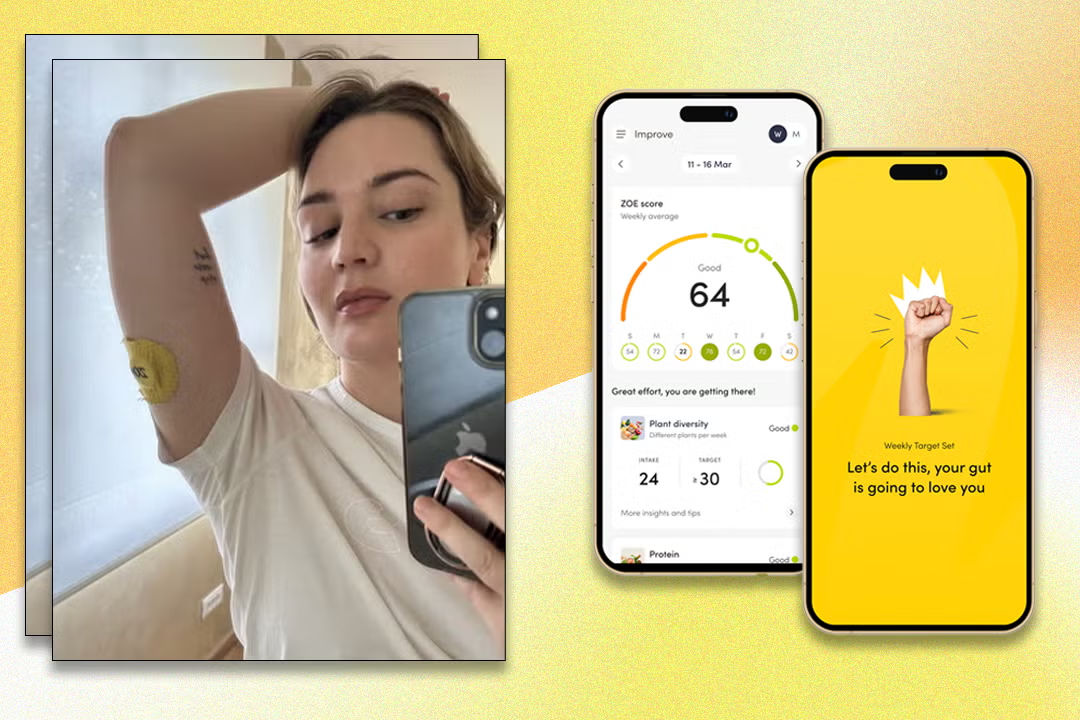 ZOE
Improve
W M
11 - 16 Mar
ZOE score
Weekly average
Good
64
S M T W T F S
54 72 22 78 54 72 42
Great effort, you are getting there!
Plant diversity
Different plants per week
Good
INTAKE TARGET
24 ≥ 30
More insights and tips
Protein
Good
Weekly Target Set
Let's do this, your gut
is going to love you